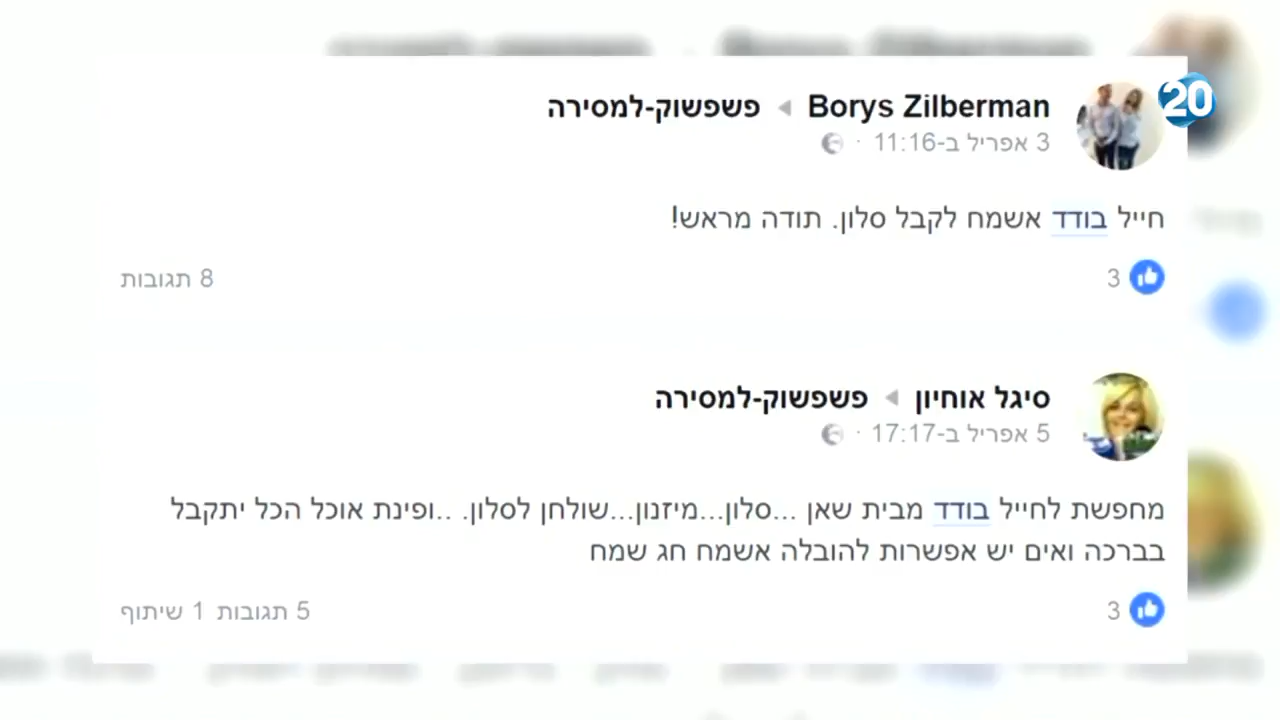 20
Borys Zilberman ◀ פשפשוק-למסירה
3 אפריל ב-11:16 ·
חייל בודד אשמח לקבל סלון. תודה מראש!
3
8 תגובות
סיגל אוחיון ◀ פשפשוק-למסירה
5 אפריל ב-17:17 ·
מחפשת לחייל בודד מבית שאן ...סלון...מיזנון...שולחן לסלון. ..ופינת אוכל הכל יתקבל
בברכה ואים יש אפשרות להובלה אשמח חג שמח
3
5 תגובות 1 שיתוף